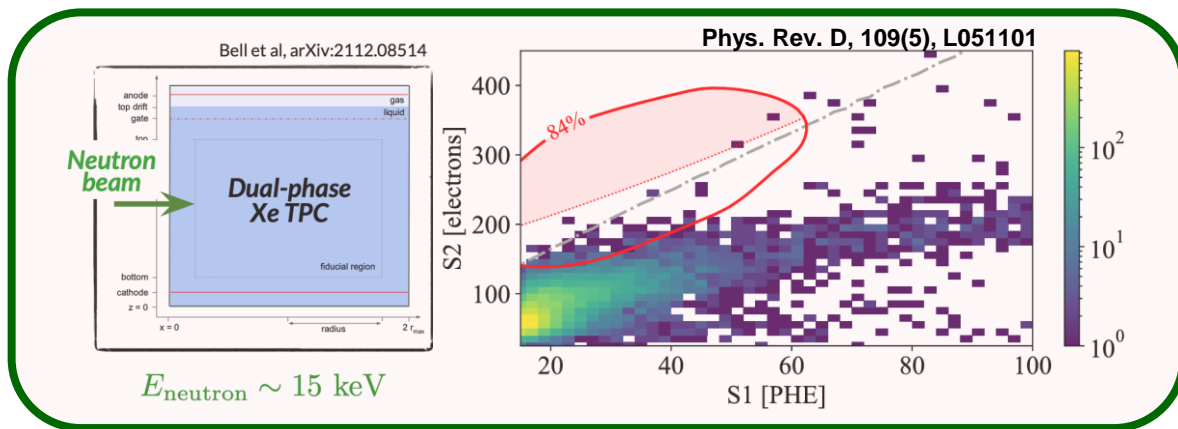 Bell et al, arXiv:2112.08514
anode
top drift
gate
gas
liquid
Neutron
beam
Dual-phase
Xe TPC
fiducial region
bottom
cathode
z = 0
x = 0
radius
2 r_max
E_neutron ∼ 15 keV
Phys. Rev. D, 109(5), L051101
S2 [electrons]
400
300
200
100
84%
20
40
60
80
100
S1 [PHE]
10^2
10^1
10^0